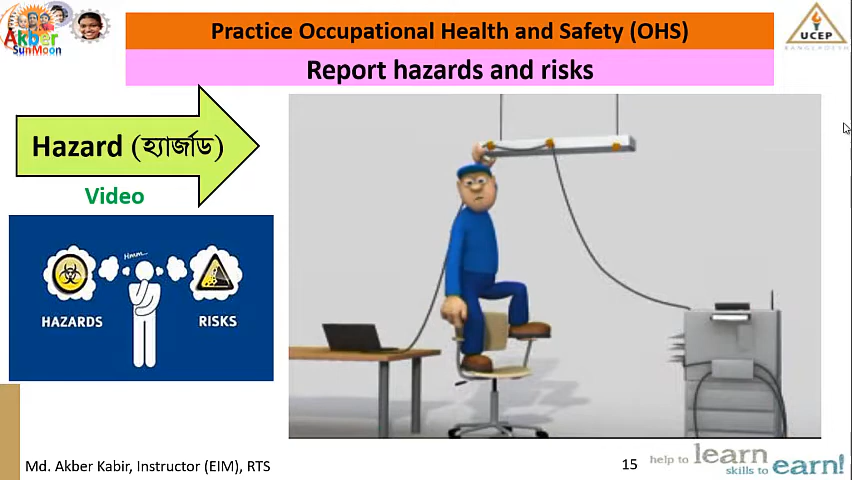 Akber
SunMoon
Practice Occupational Health and Safety (OHS)
UCEP
BANGLADESH
Report hazards and risks
Hazard (হ্যার্জাড)
Video
Hmm...
HAZARDS
RISKS
Md. Akber Kabir, Instructor (EIM), RTS
15
help to learn
skills to earn!